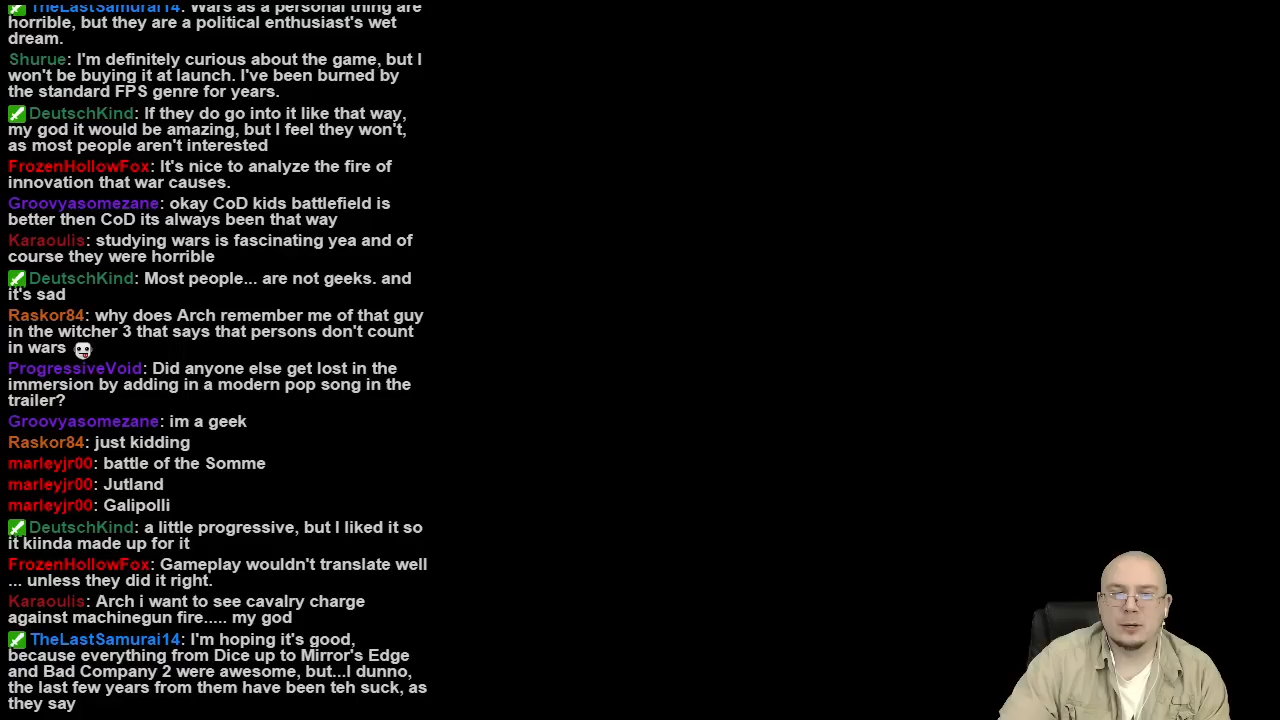 TheLastSamurai14: Wars as a personal thing are
horrible, but they are a political enthusiast's wet
dream.
Shurue: I'm definitely curious about the game, but I
won't be buying it at launch. I've been burned by
the standard FPS genre for years.
DeutschKind: If they do go into it like that way,
my god it would be amazing, but I feel they won't,
as most people aren't interested
FrozenHollowFox: It's nice to analyze the fire of
innovation that war causes.
Groovyasomezane: okay CoD kids battlefield is
better then CoD its always been that way
Karaoulis: studying wars is fascinating yea and of
course they were horrible
DeutschKind: Most people... are not geeks. and
it's sad
Raskor84: why does Arch remember me of that guy
in the witcher 3 that says that persons don't count
in wars
ProgressiveVoid: Did anyone else get lost in the
immersion by adding in a modern pop song in the
trailer?
Groovyasomezane: im a geek
Raskor84: just kidding
marleyjr00: battle of the Somme
marleyjr00: Jutland
marleyjr00: Galipolli
DeutschKind: a little progressive, but I liked it so
it kiinda made up for it
FrozenHollowFox: Gameplay wouldn't translate well
... unless they did it right.
Karaoulis: Arch i want to see cavalry charge
against machinegun fire..... my god
TheLastSamurai14: I'm hoping it's good,
because everything from Dice up to Mirror's Edge
and Bad Company 2 were awesome, but...I dunno,
the last few years from them have been teh suck, as
they say